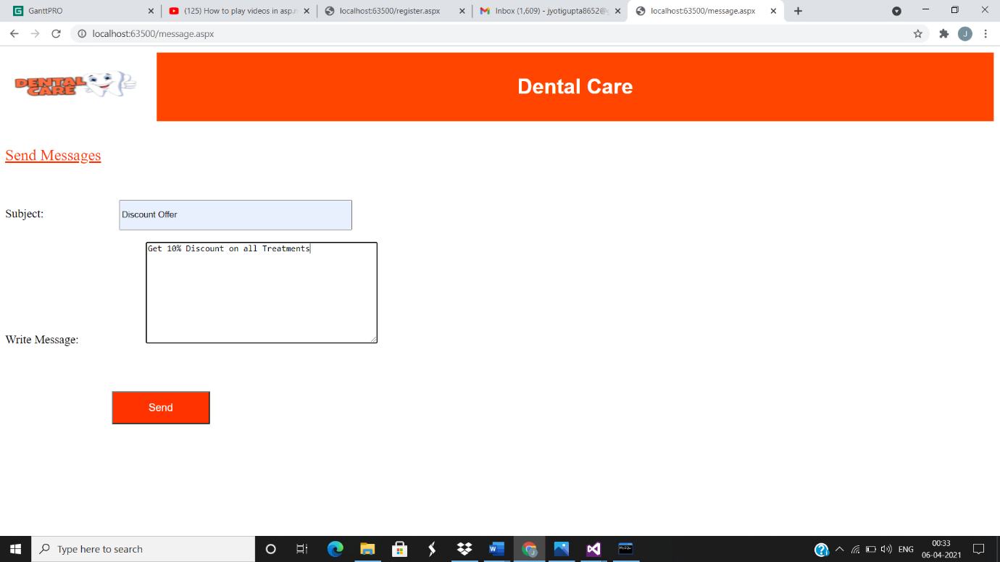 GanttPRO
(125) How to play videos in asp.n
localhost:63500/register.aspx
Inbox (1,609) - jyotigupta8652@g
localhost:63500/message.aspx
localhost:63500/message.aspx
J
DENTAL
CARE
Dental Care
Send Messages
Subject:
Discount Offer
Get 10% Discount on all Treatments
Write Message:
Send
Type here to search
ENG
00:33
06-04-2021